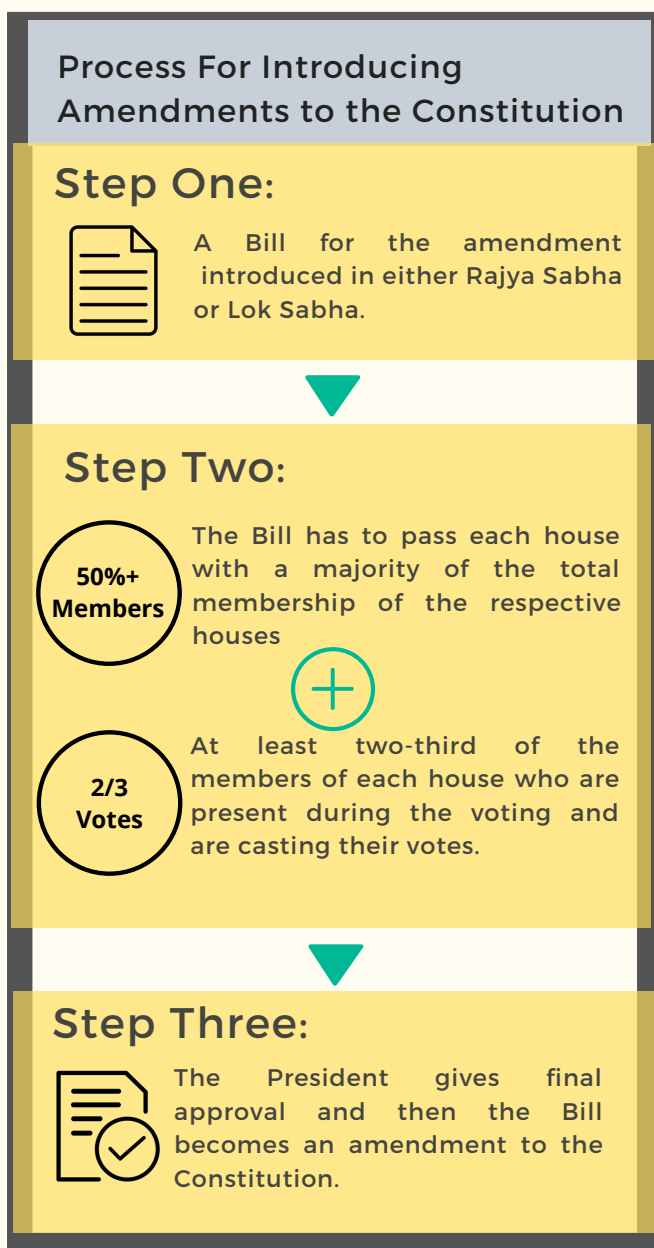 Process For Introducing
Amendments to the Constitution
Step One:
A Bill for the amendment
introduced in either Rajya Sabha
or Lok Sabha.
Step Two:
50%+
Members
The Bill has to pass each house
with a majority of the total
membership of the respective
houses
2/3
Votes
At least two-third of the
members of each house who are
present during the voting and
are casting their votes.
Step Three:
The President gives final
approval and then the Bill
becomes an amendment to the
Constitution.